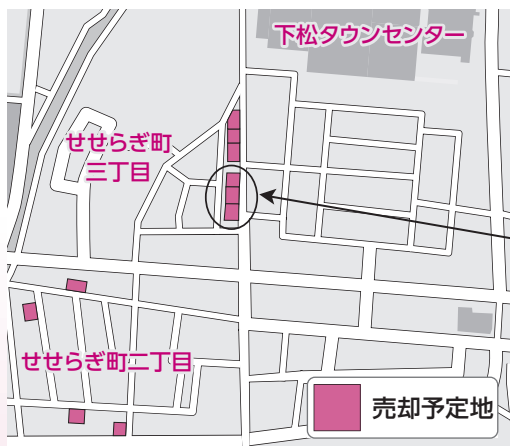 下松タウンセンター
せせらぎ町
三丁目
せせらぎ町二丁目
売却予定地